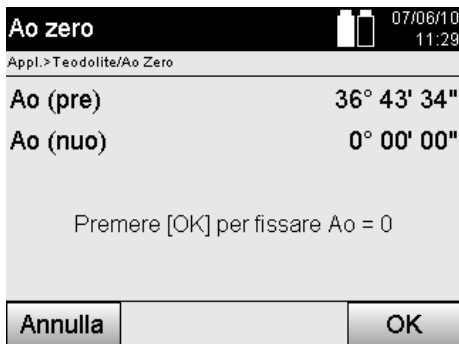 Ao zero
07/06/10
11:29
Appl.>Teodolite/Ao Zero
Ao (pre) 36° 43' 34"
Ao (nuo) 0° 00' 00"
Premere [OK] per fissare Ao = 0
Annulla OK